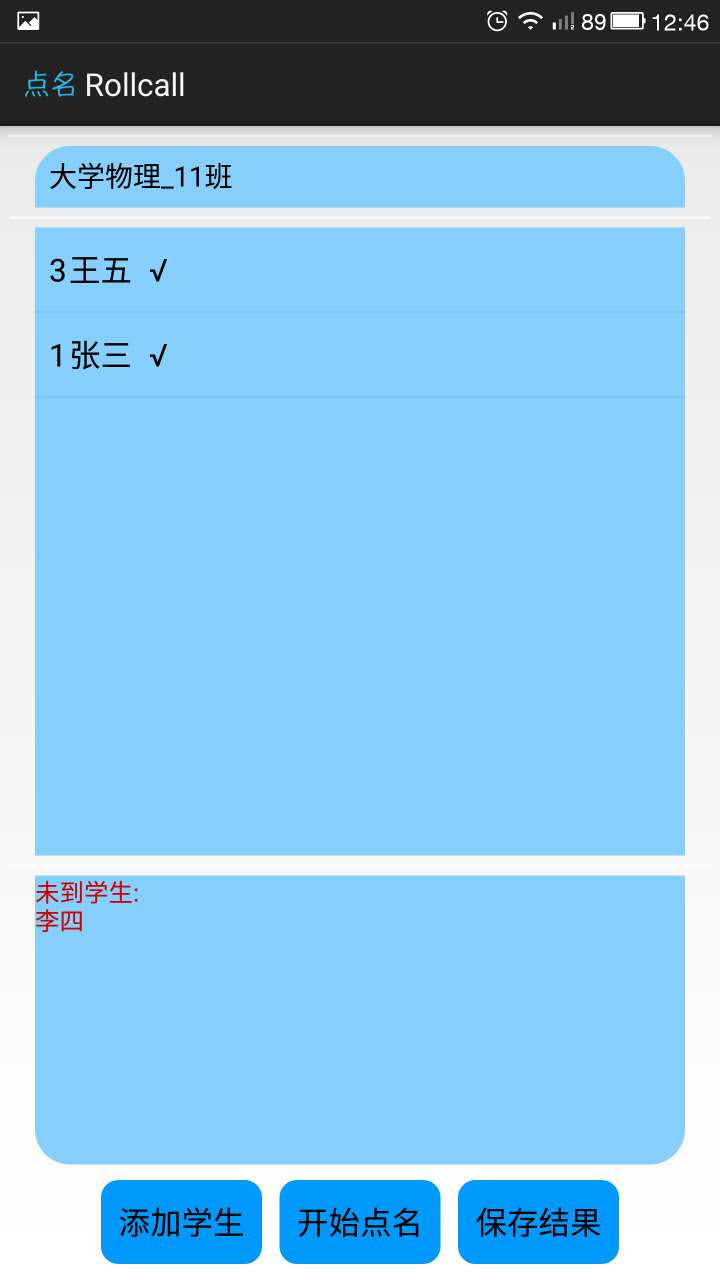 89 12:46
点名 Rollcall
大学物理_11班
3王五 √
1张三 √
未到学生:
李四
添加学生 开始点名 保存结果